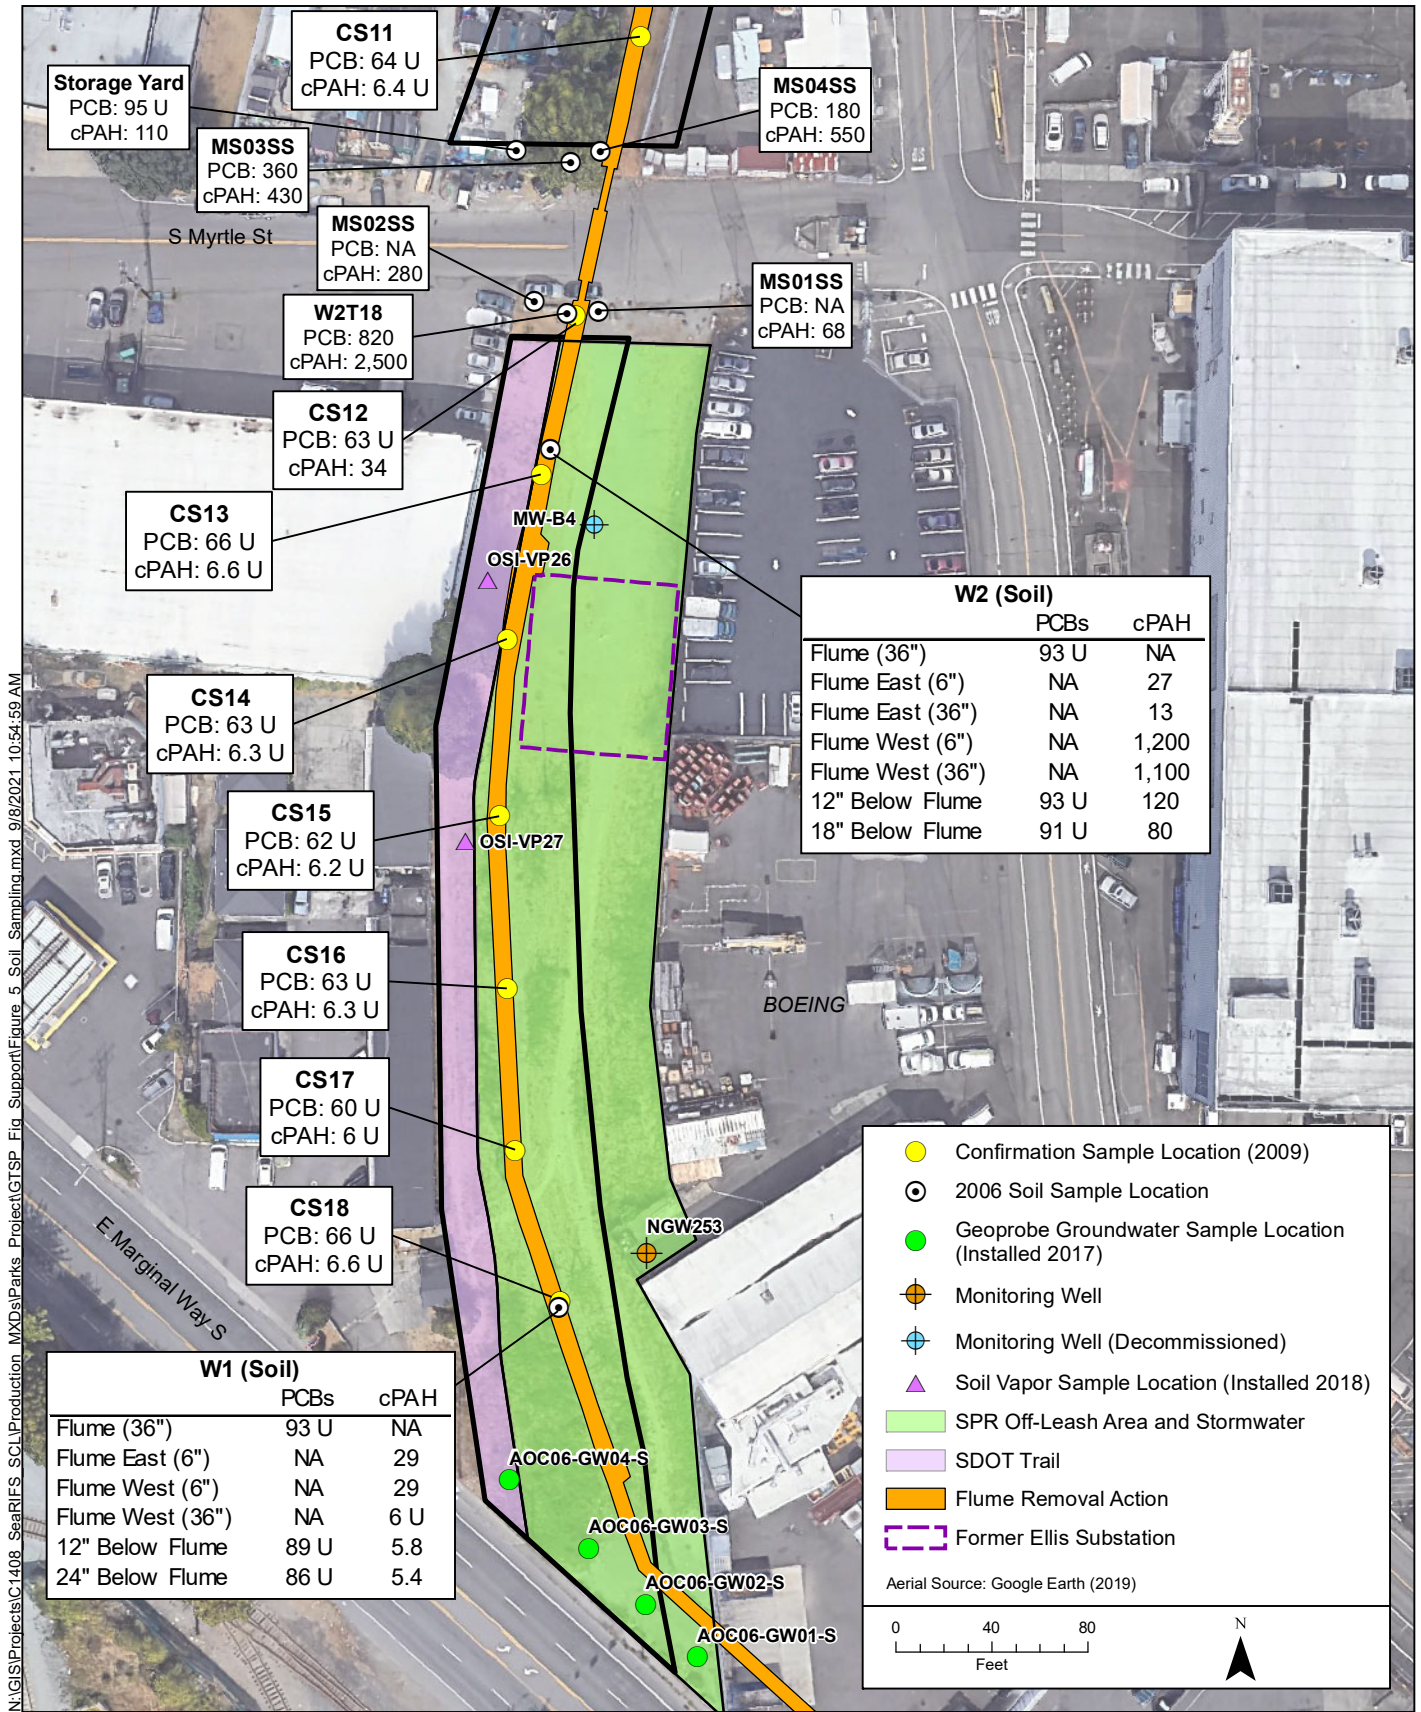 CS11
PCB: 64 U
cPAH: 6.4 U
Storage Yard
PCB: 95 U
cPAH: 110
MS04SS
PCB: 180
cPAH: 550
MS03SS
PCB: 360
cPAH: 430
S Myrtle St
MS02SS
PCB: NA
cPAH: 280
MS01SS
PCB: NA
cPAH: 68
W2T18
PCB: 820
cPAH: 2,500
CS12
PCB: 63 U
cPAH: 34
CS13
PCB: 66 U
cPAH: 6.6 U
MW-B4
OSI-VP26
W2 (Soil)
PCBs cPAH
Flume (36") 93 U NA
Flume East (6") NA 27
Flume East (36") NA 13
Flume West (6") NA 1,200
Flume West (36") NA 1,100
12" Below Flume 93 U 120
18" Below Flume 91 U 80
CS14
PCB: 63 U
cPAH: 6.3 U
CS15
PCB: 62 U
cPAH: 6.2 U
OSI-VP27
CS16
PCB: 63 U
cPAH: 6.3 U
BOEING
CS17
PCB: 60 U
cPAH: 6 U
CS18
PCB: 66 U
cPAH: 6.6 U
NGW253
E Marginal Way S
W1 (Soil)
PCBs cPAH
Flume (36") 93 U NA
Flume East (6") NA 29
Flume West (6") NA 29
Flume West (36") NA 6 U
12" Below Flume 89 U 5.8
24" Below Flume 86 U 5.4
AOC06-GW04-S
AOC06-GW03-S
AOC06-GW02-S
AOC06-GW01-S
Confirmation Sample Location (2009)
2006 Soil Sample Location
Geoprobe Groundwater Sample Location
(Installed 2017)
Monitoring Well
Monitoring Well (Decommissioned)
Soil Vapor Sample Location (Installed 2018)
SPR Off-Leash Area and Stormwater
SDOT Trail
Flume Removal Action
Former Ellis Substation
Aerial Source: Google Earth (2019)
0 40 80
Feet
N
N:\GIS\Projects\C1408_SeaRIFS_SCL\Production_MXDs\Parks_Project\GTSP_Fig_Support\Figure_5_Soil_Sampling.mxd 9/8/2021 10:54:59 AM